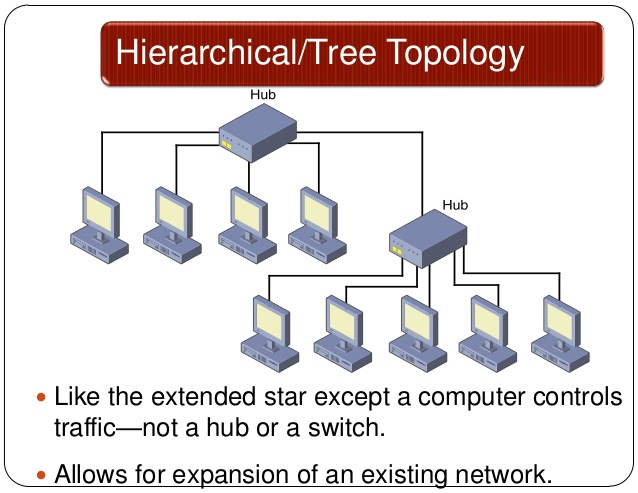 Hierarchical/Tree Topology
Hub
Hub
• Like the extended star except a computer controls
traffic—not a hub or a switch.
• Allows for expansion of an existing network.